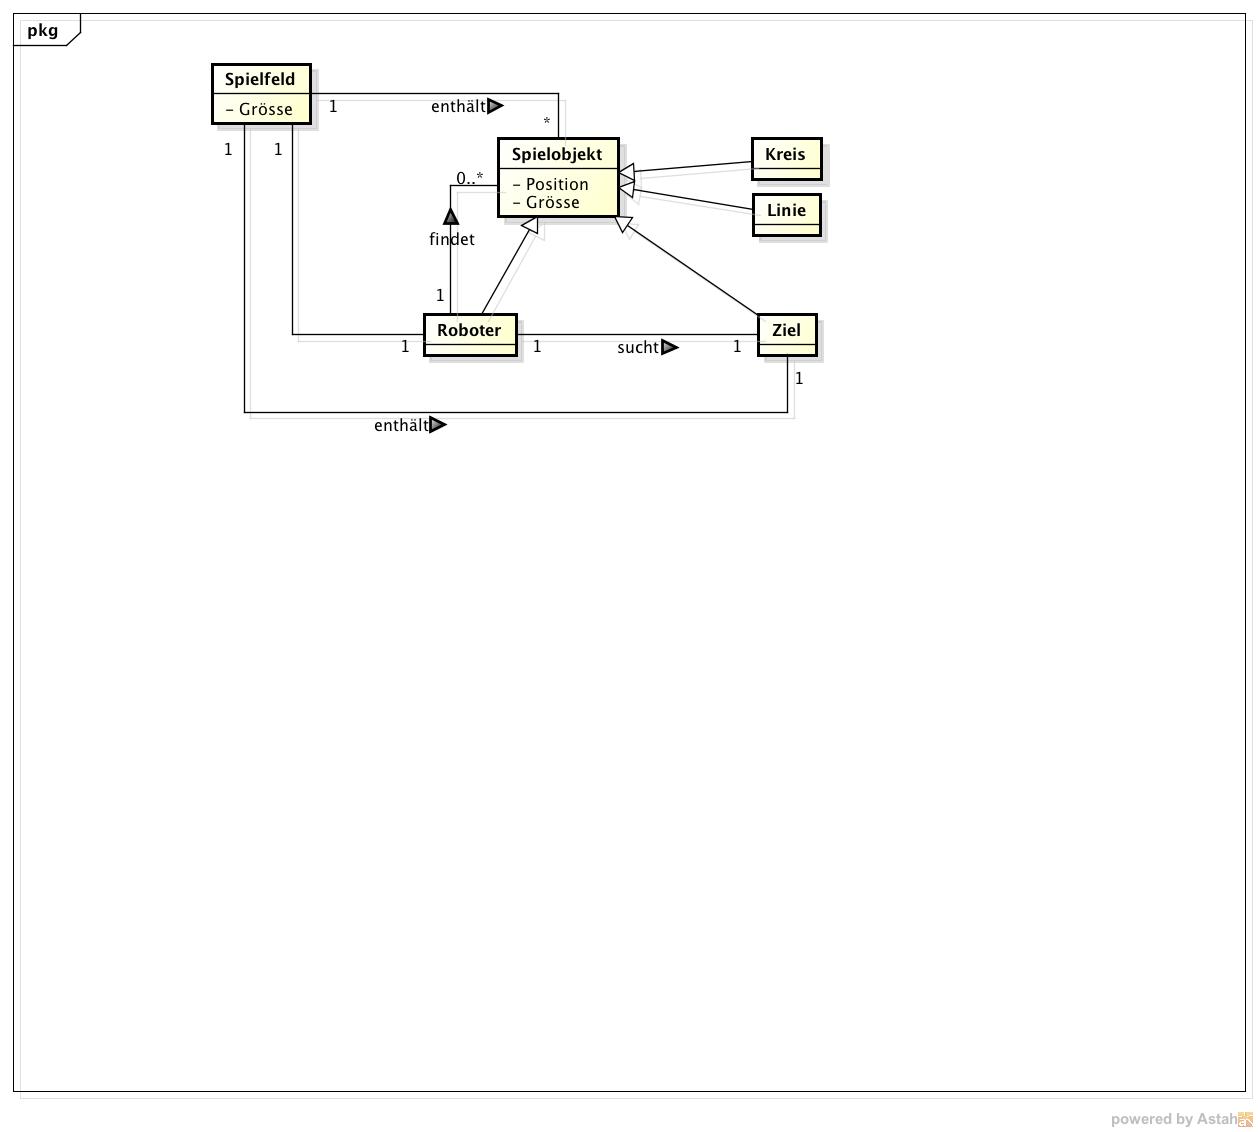 pkg
Spielfeld
- Grösse
1
enthält
*
1
1
Spielobjekt
- Position
- Grösse
Kreis
Linie
0..*
findet
1
Roboter
1
1
sucht
1
Ziel
1
enthält
powered by Astah